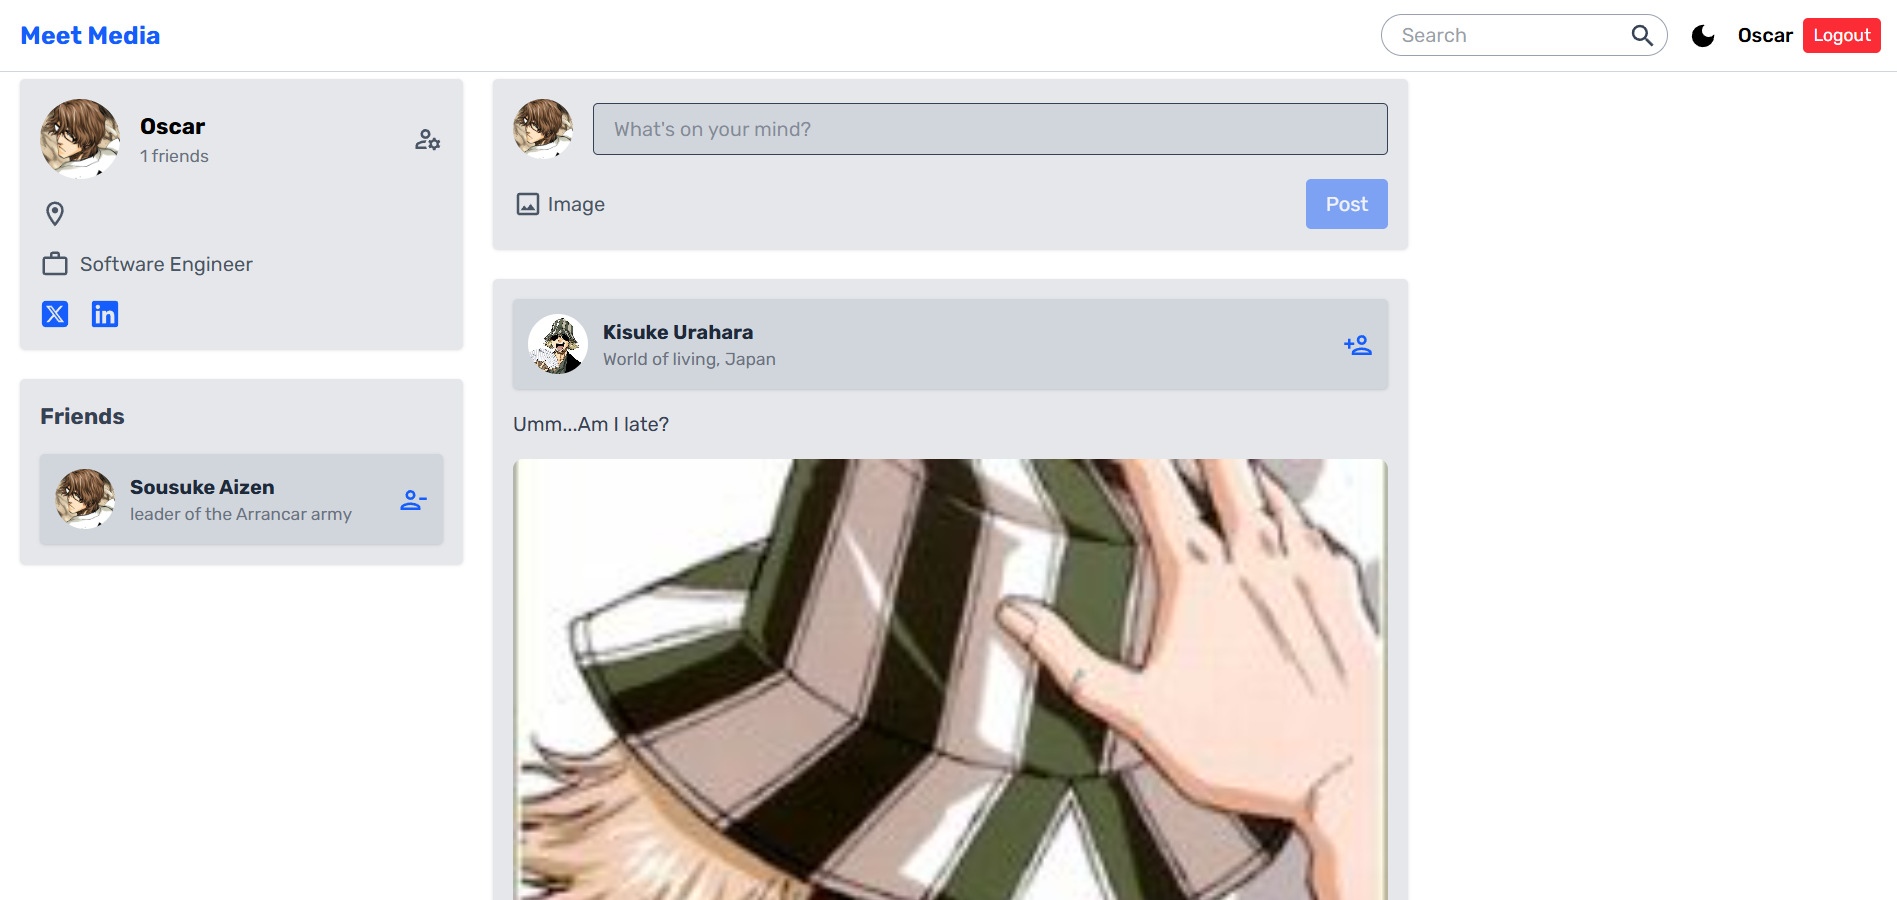 Meet Media
Search
Oscar
Logout
Oscar
1 friends
Software Engineer
Friends
Sousuke Aizen
leader of the Arrancar army
What's on your mind?
Image
Post
Kisuke Urahara
World of living, Japan
Umm...Am I late?